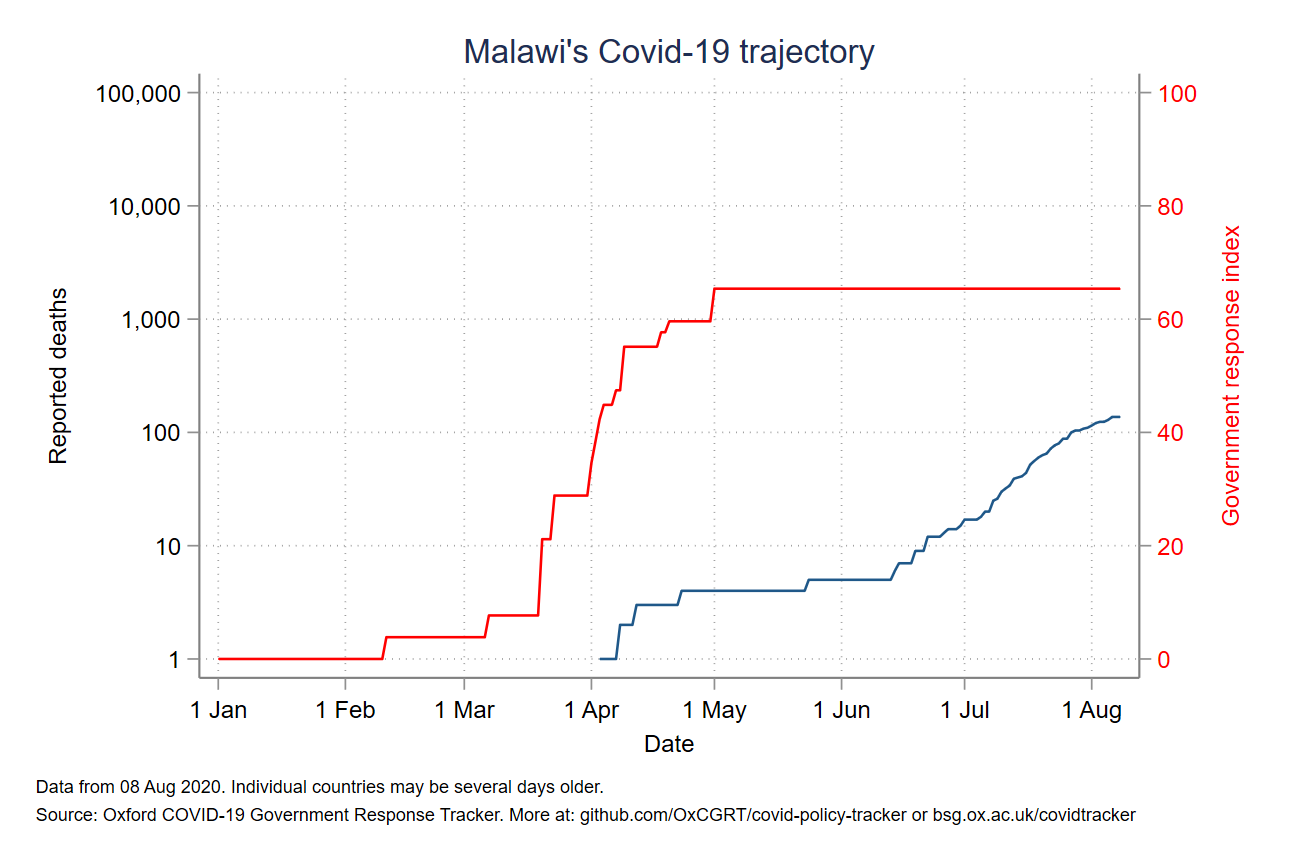 Malawi's Covid-19 trajectory
100,000
10,000
1,000
100
10
1
Reported deaths
100
80
60
40
20
0
Government response index
1 Jan 1 Feb 1 Mar 1 Apr 1 May 1 Jun 1 Jul 1 Aug
Date
Data from 08 Aug 2020. Individual countries may be several days older.
Source: Oxford COVID-19 Government Response Tracker. More at: github.com/OxCGRT/covid-policy-tracker or bsg.ox.ac.uk/covidtracker